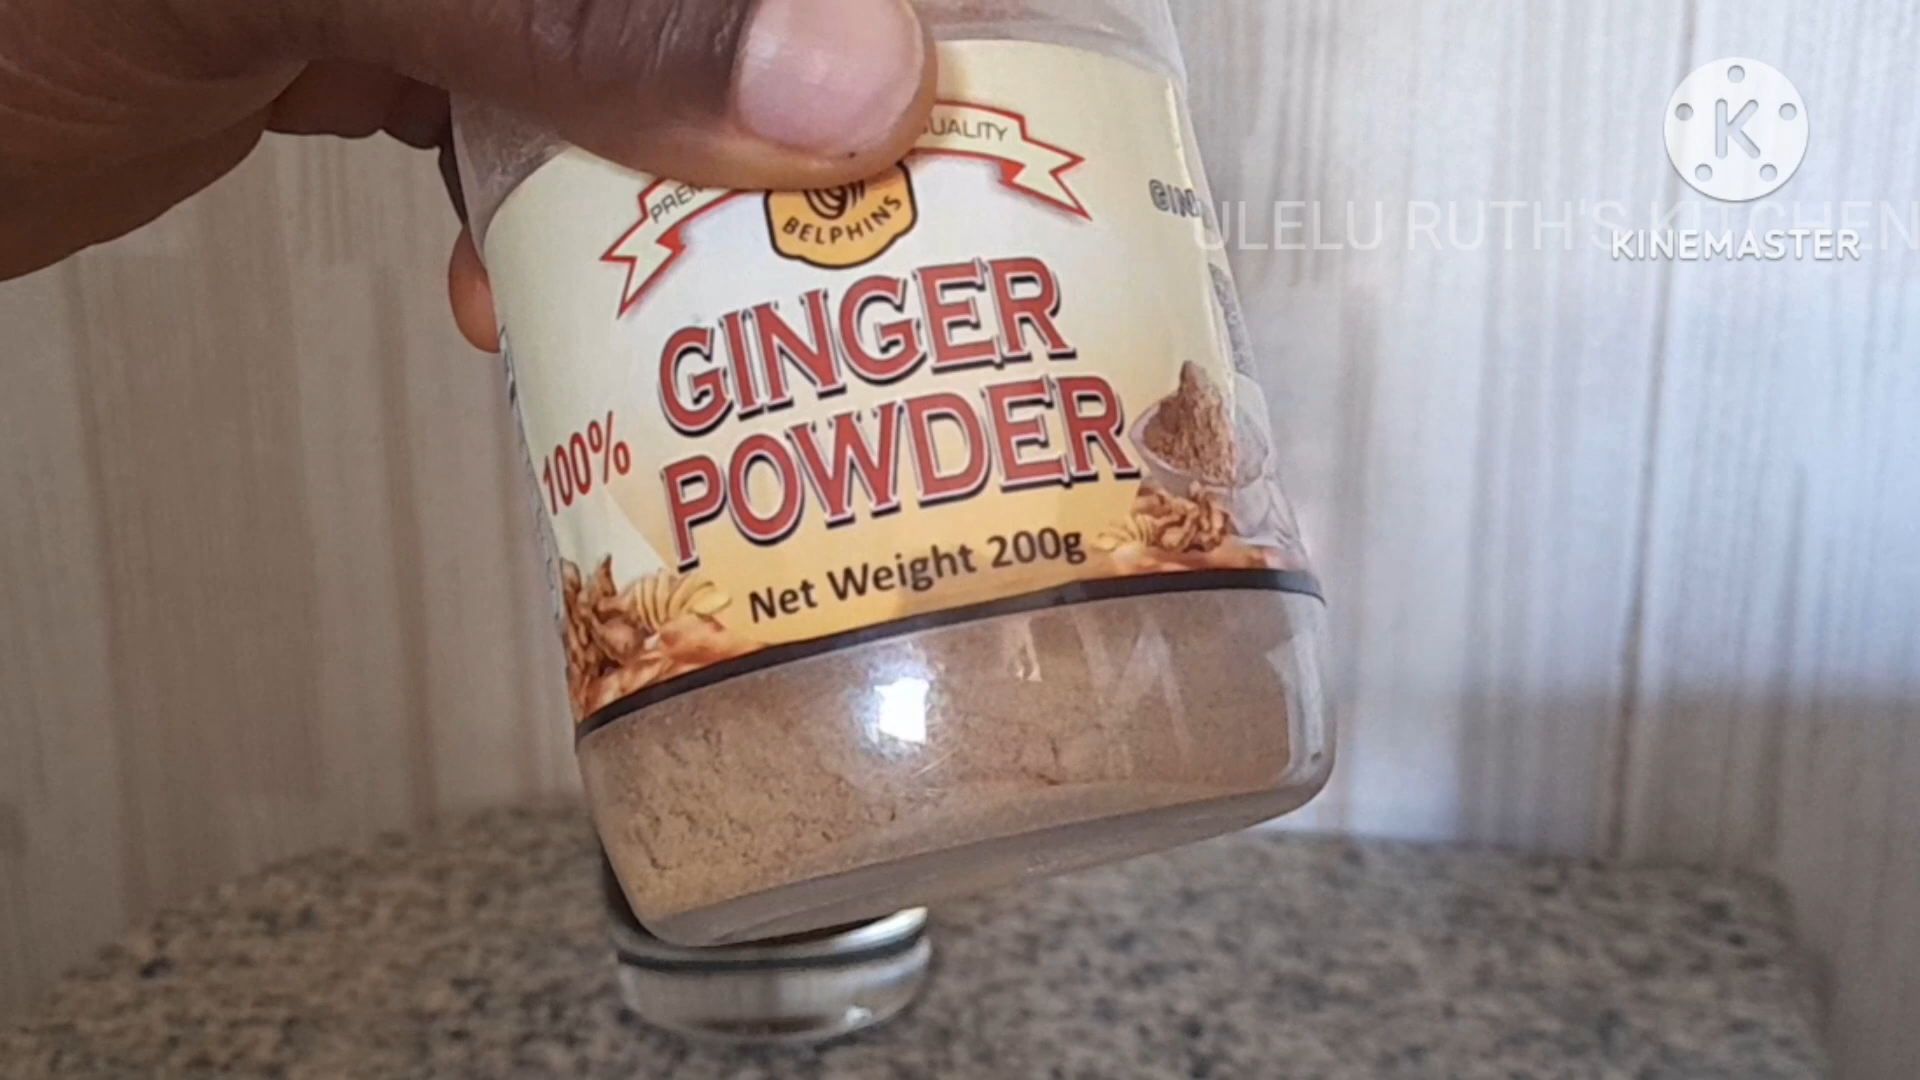 QUALITY
BELPHINS
GINGER
POWDER
100%
Net Weight 200g
K
ULELU RUTH'S KITCHEN
KINEMASTER